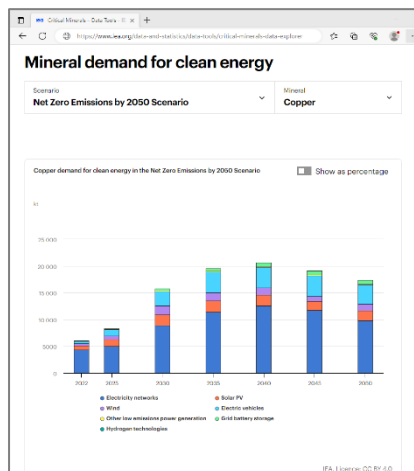 Critical Minerals – Data Tools - I
https://www.iea.org/data-and-statistics/data-tools/critical-minerals-data-explorer
Mineral demand for clean energy
Scenario
Net Zero Emissions by 2050 Scenario
Mineral
Copper
Copper demand for clean energy in the Net Zero Emissions by 2050 Scenario
Show as percentage
kt
25 000
20 000
15 000
10 000
5000
0
2022 2025 2030 2035 2040 2045 2050
Electricity networks
Solar PV
Wind
Electric vehicles
Other low emissions power generation
Grid battery storage
Hydrogen technologies
IEA. Licence: CC BY 4.0